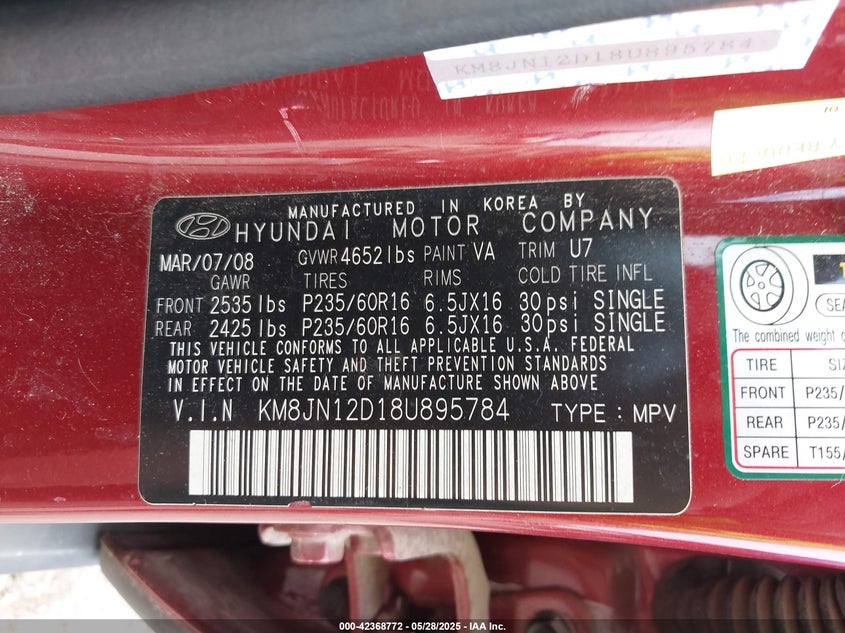 KM8JN12D18U895784
MANUFACTURED IN KOREA BY
HYUNDAI MOTOR COMPANY
MAR/07/08 GVWR 4652 lbs PAINT VA TRIM U7
GAWR TIRES RIMS COLD TIRE INFL
FRONT 2535 lbs P235/60R16 6.5JX16 30 psi SINGLE
REAR 2425 lbs P235/60R16 6.5JX16 30 psi SINGLE
THIS VEHICLE CONFORMS TO ALL APPLICABLE U.S.A. FEDERAL
MOTOR VEHICLE SAFETY AND THEFT PREVENTION STANDARDS
IN EFFECT ON THE DATE OF MANUFACTURE SHOWN ABOVE
V.I.N KM8JN12D18U895784 TYPE : MPV
The combined weight
TIRE
FRONT P235/
REAR P235/
SPARE T155/
000-42368772 - 05/28/2025 - IAA Inc.